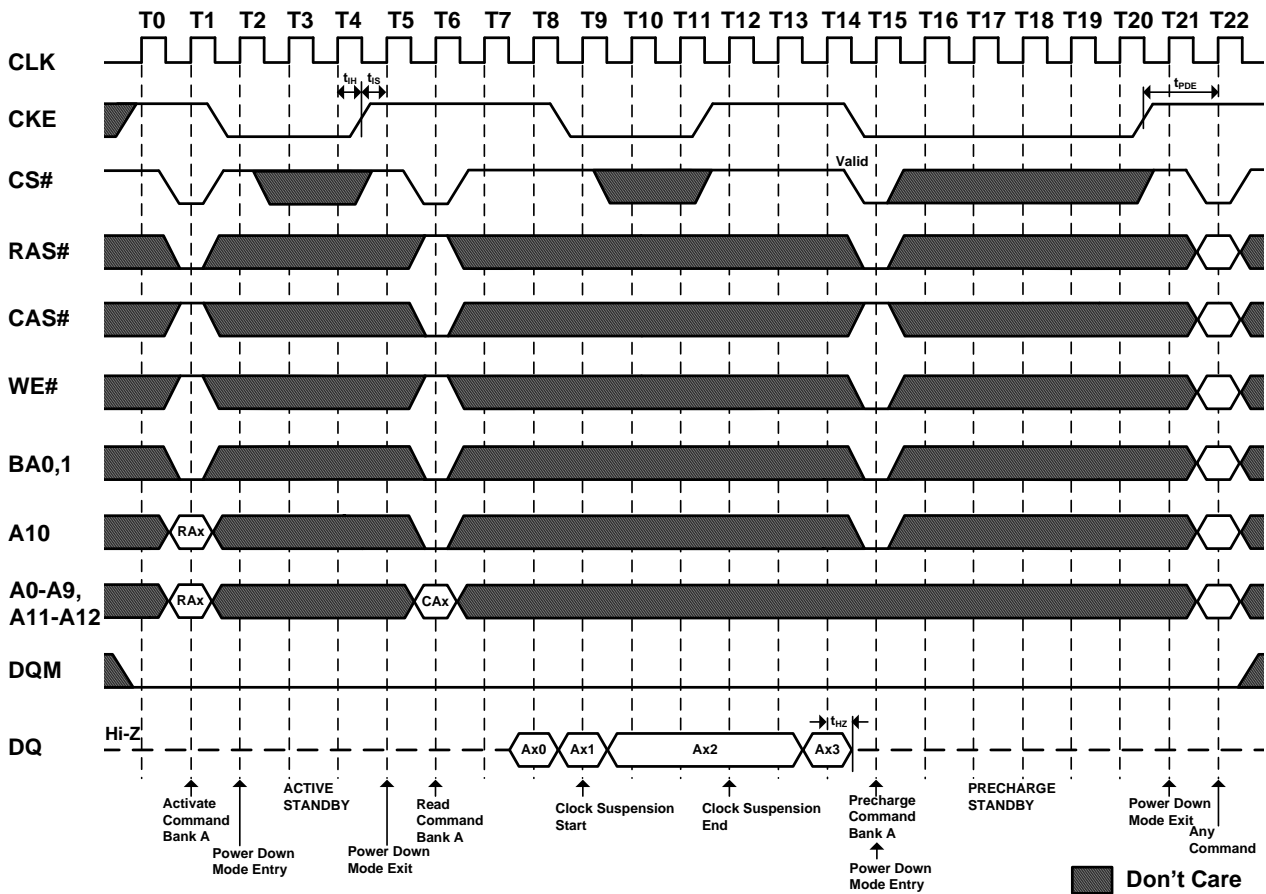 T0 T1 T2 T3 T4 T5 T6 T7 T8 T9 T10 T11 T12 T13 T14 T15 T16 T17 T18 T19 T20 T21 T22
CLK
tIH tIS
tPDE
CKE
Valid
CS#
RAS#
CAS#
WE#
BA0,1
A10
RAx
A0-A9,
A11-A12
RAx
CAx
DQM
Hi-Z
tHZ
DQ
Ax0 Ax1 Ax2 Ax3
Activate
Command
Bank A
Power Down
Mode Entry
ACTIVE
STANDBY
Power Down
Mode Exit
Read
Command
Bank A
Clock Suspension
Start
Clock Suspension
End
Precharge
Command
Bank A
Power Down
Mode Entry
PRECHARGE
STANDBY
Power Down
Mode Exit
Any
Command
Don't Care